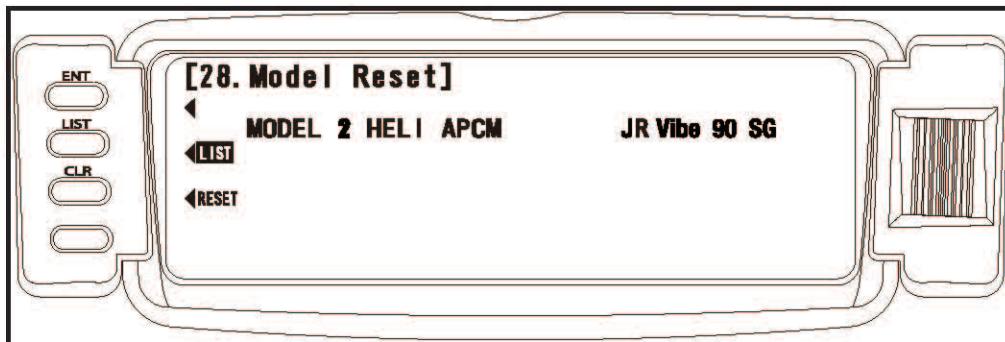 ENT
LIST
CLR
[28. Model Reset]
MODEL 2 HELI APCM JR Vibe 90 SG
LIST
RESET